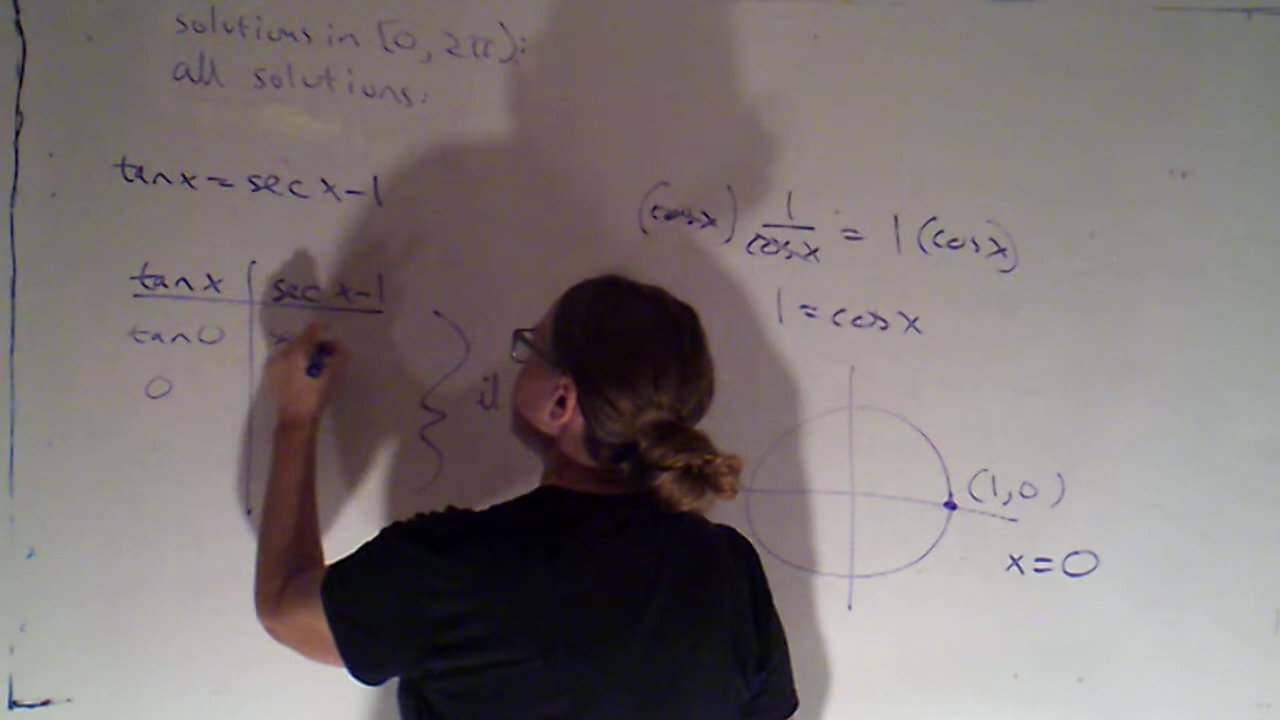 solutions in [0, 2π):
all solutions:
tan x = sec x - 1
tan x | sec x - 1
tan 0
0
(cos x) 1/cos x = 1 (cos x)
1 = cos x
(1,0)
x = 0